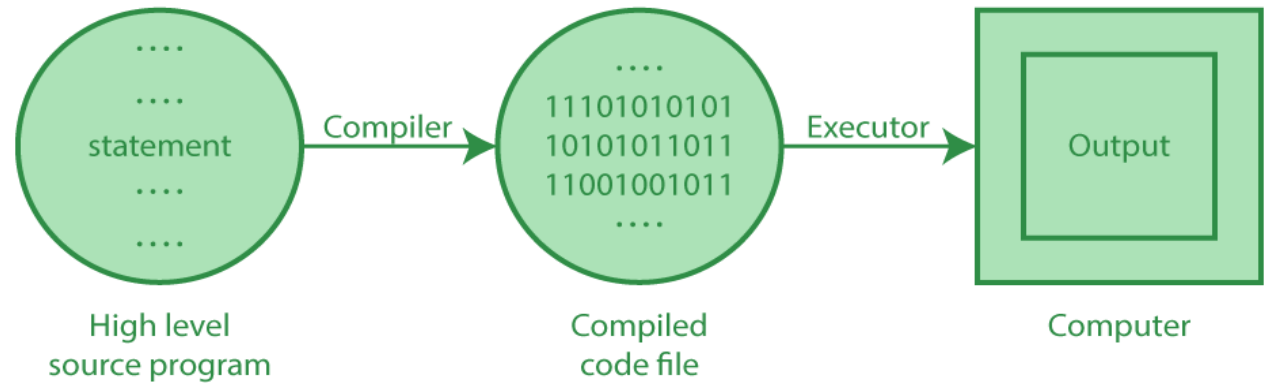 ....
....
statement
....
....
High level
source program
Compiler
....
11101010101
10101011011
11001001011
....
Compiled
code file
Executor
Output
Computer